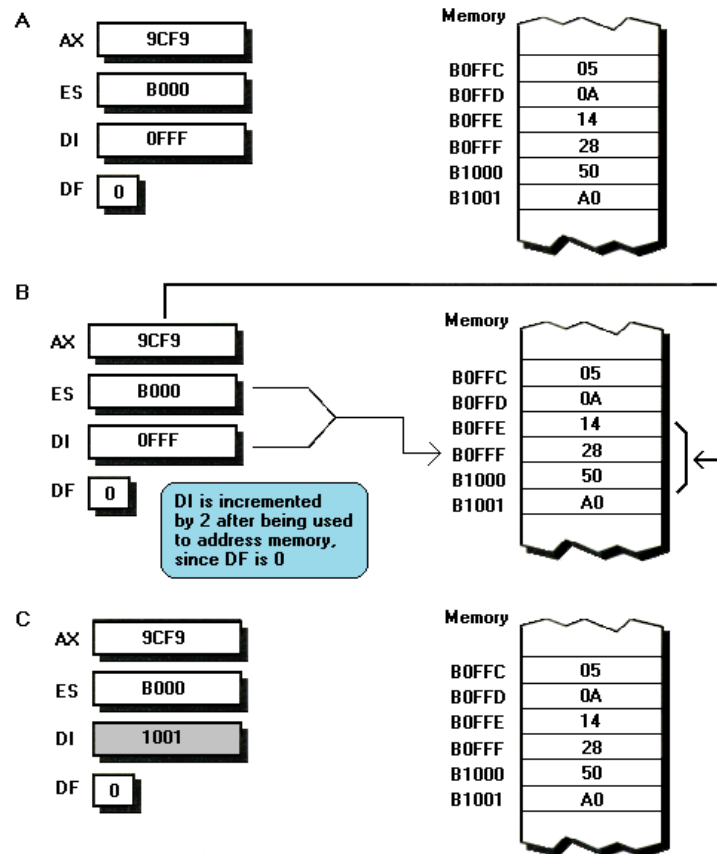 A
AX 9CF9
ES B000
DI 0FFF
DF 0
Memory
B0FFC 05
B0FFD 0A
B0FFE 14
B0FFF 28
B1000 50
B1001 A0
B
AX 9CF9
ES B000
DI 0FFF
DF 0
DI is incremented
by 2 after being used
to address memory,
since DF is 0
Memory
B0FFC 05
B0FFD 0A
B0FFE 14
B0FFF 28
B1000 50
B1001 A0
C
AX 9CF9
ES B000
DI 1001
DF 0
Memory
B0FFC 05
B0FFD 0A
B0FFE 14
B0FFF 28
B1000 50
B1001 A0